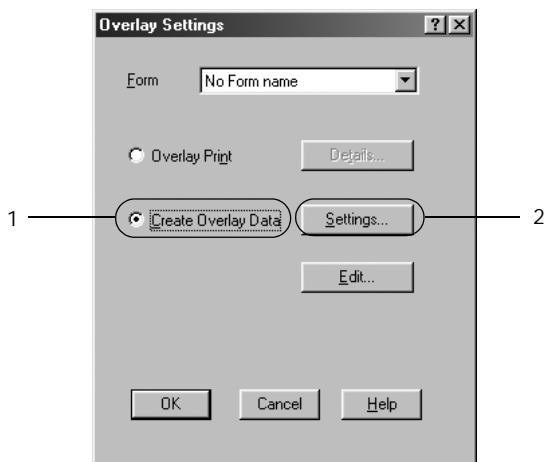 Overlay Settings
Form No Form name
Overlay Print Details...
1 Create Overlay Data Settings... 2
Edit...
OK Cancel Help